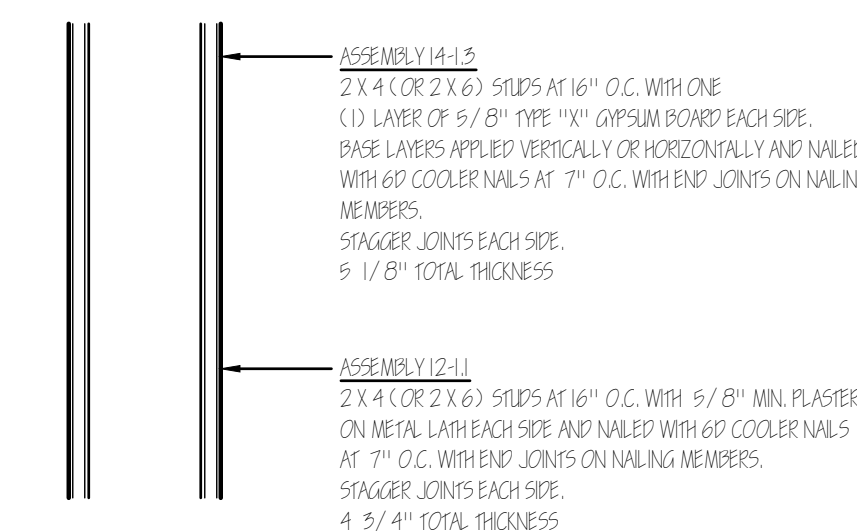 ASSEMBLY 14-1.3
2 X 4 ( OR 2 X 6 ) STUDS AT 16" O.C. WITH ONE
(1) LAYER OF 5/8" TYPE "X" GYPSUM BOARD EACH SIDE.
BASE LAYERS APPLIED VERTICALLY OR HORIZONTALLY AND NAILED
WITH 6D COOLER NAILS AT 7" O.C. WITH END JOINTS ON NAILIN
MEMBERS.
STAGGER JOINTS EACH SIDE.
5 1/8" TOTAL THICKNESS
ASSEMBLY 12-1.1
2 X 4 ( OR 2 X 6 ) STUDS AT 16" O.C. WITH 5/8" MIN. PLASTER
ON METAL LATH EACH SIDE AND NAILED WITH 6D COOLER NAILS
AT 7" O.C. WITH END JOINTS ON NAILING MEMBERS.
STAGGER JOINTS EACH SIDE.
4 3/4" TOTAL THICKNESS